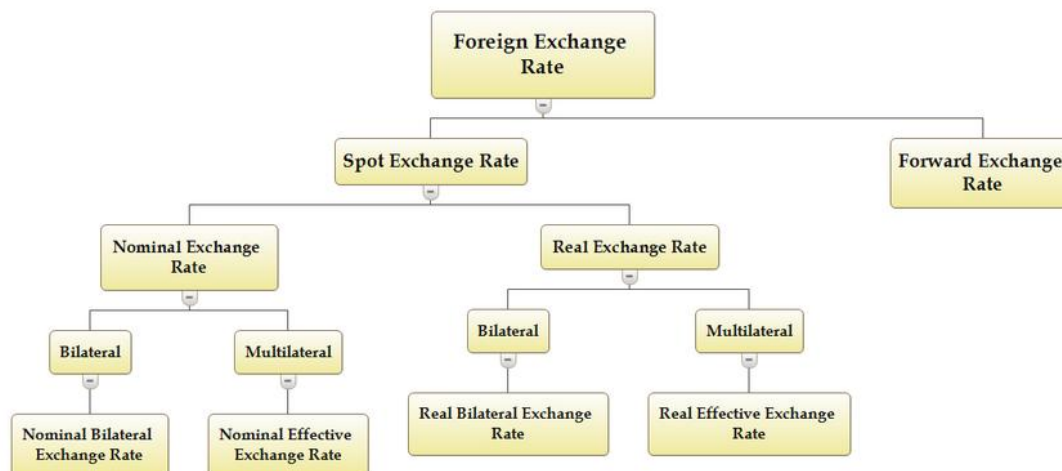 Foreign Exchange
Rate
Spot Exchange Rate
Forward Exchange
Rate
Nominal Exchange
Rate
Real Exchange Rate
Bilateral
Multilateral
Bilateral
Multilateral
Nominal Bilateral
Exchange Rate
Nominal Effective
Exchange Rate
Real Bilateral Exchange
Rate
Real Effective Exchange
Rate